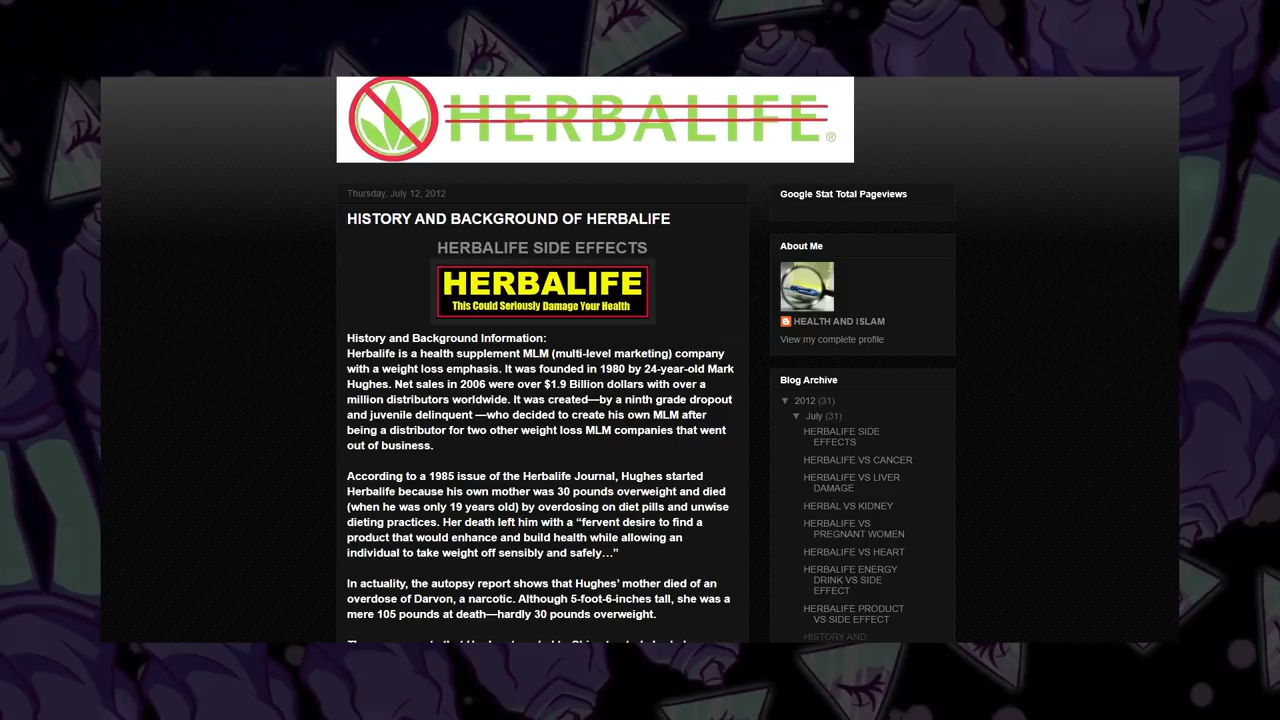 HERBALIFE®
Thursday, July 12, 2012
HISTORY AND BACKGROUND OF HERBALIFE
HERBALIFE SIDE EFFECTS
HERBALIFE
This Could Seriously Damage Your Health
History and Background Information:
Herbalife is a health supplement MLM (multi-level marketing) company
with a weight loss emphasis. It was founded in 1980 by 24-year-old Mark
Hughes. Net sales in 2006 were over $1.9 Billion dollars with over a
million distributors worldwide. It was created—by a ninth grade dropout
and juvenile delinquent —who decided to create his own MLM after
being a distributor for two other weight loss MLM companies that went
out of business.
According to a 1985 issue of the Herbalife Journal, Hughes started
Herbalife because his own mother was 30 pounds overweight and died
(when he was only 19 years old) by overdosing on diet pills and unwise
dieting practices. Her death left him with a “fervent desire to find a
product that would enhance and build health while allowing an
individual to take weight off sensibly and safely…”
In actuality, the autopsy report shows that Hughes’ mother died of an
overdose of Darvon, a narcotic. Although 5-foot-6-inches tall, she was a
mere 105 pounds at death—hardly 30 pounds overweight.
Google Stat Total Pageviews
About Me
HEALTH AND ISLAM
View my complete profile
Blog Archive
▼ 2012 (31)
▼ July (31)
HERBALIFE SIDE
EFFECTS
HERBALIFE VS CANCER
HERBALIFE VS LIVER
DAMAGE
HERBAL VS KIDNEY
HERBALIFE VS
PREGNANT WOMEN
HERBALIFE VS HEART
HERBALIFE ENERGY
DRINK VS SIDE
EFFECT
HERBALIFE PRODUCT
VS SIDE EFFECT
HISTORY AND